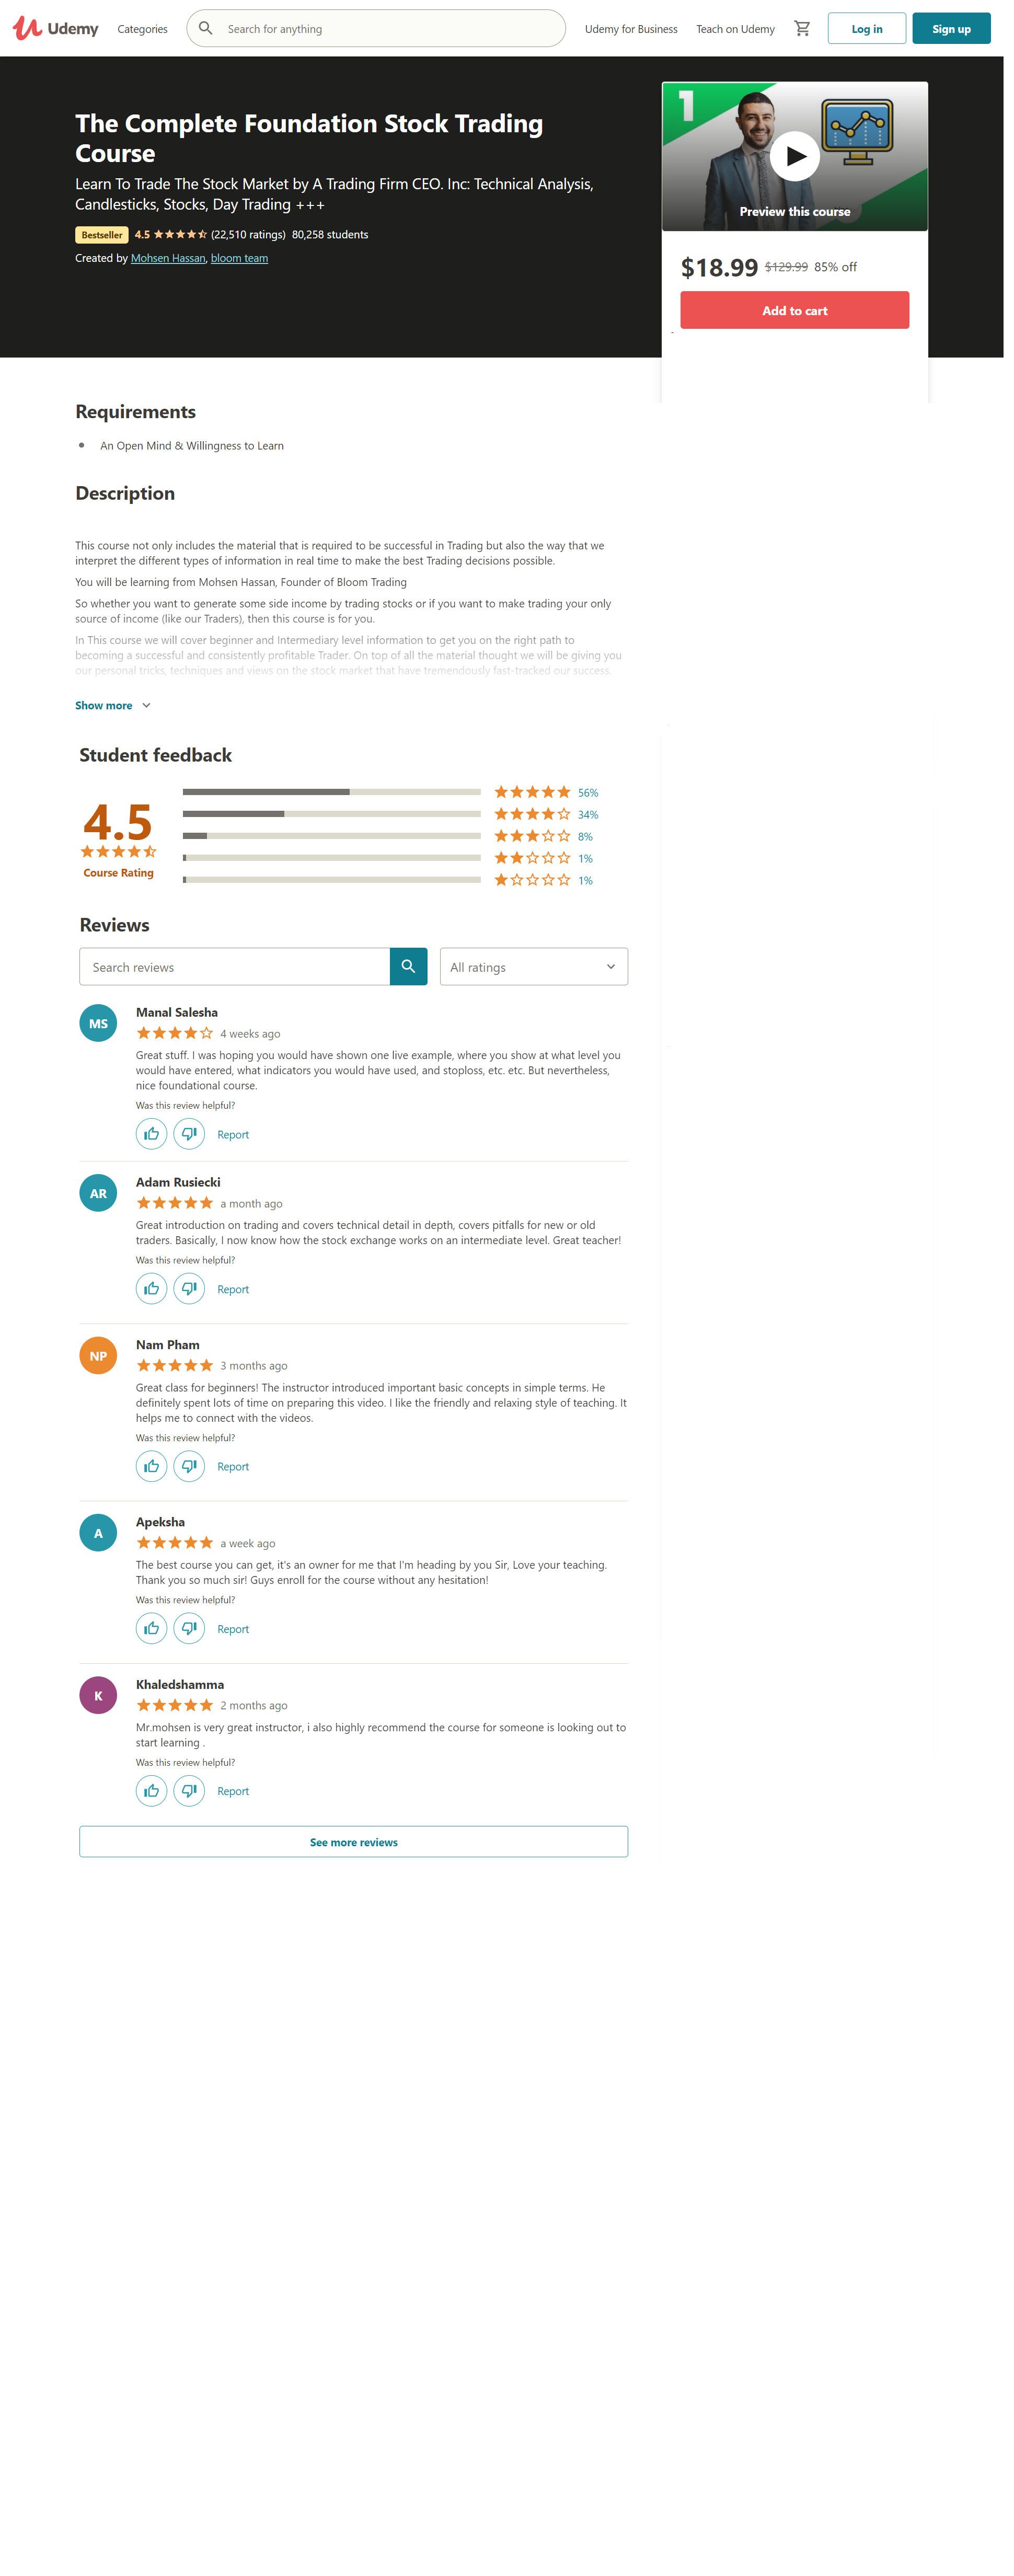 Udemy
Categories
Search for anything
Udemy for Business
Teach on Udemy
Log in
Sign up
The Complete Foundation Stock Trading
Course
Learn To Trade The Stock Market by A Trading Firm CEO. Inc: Technical Analysis,
Candlesticks, Stocks, Day Trading +++
Bestseller 4.5 (22,510 ratings) 80,258 students
Created by Mohsen Hassan, bloom team
1
Preview this course
$18.99 $129.99 85% off
Add to cart
Requirements
An Open Mind & Willingness to Learn
Description
This course not only includes the material that is required to be successful in Trading but also the way that we
interpret the different types of information in real time to make the best Trading decisions possible.
You will be learning from Mohsen Hassan, Founder of Bloom Trading
So whether you want to generate some side income by trading stocks or if you want to make trading your only
source of income (like our Traders), then this course is for you.
In This course we will cover beginner and Intermediary level information to get you on the right path to
becoming a successful and consistently profitable Trader. On top of all the material thought we will be giving you
our personal tricks, techniques and views on the stock market that have tremendously fast-tracked our success.
Show more
Student feedback
4.5
Course Rating
56%
34%
8%
1%
1%
Reviews
Search reviews
All ratings
MS
Manal Salesha
4 weeks ago
Great stuff. I was hoping you would have shown one live example, where you show at what level you
would have entered, what indicators you would have used, and stoploss, etc. etc. But nevertheless,
nice foundational course.
Was this review helpful?
Report
AR
Adam Rusiecki
a month ago
Great introduction on trading and covers technical detail in depth, covers pitfalls for new or old
traders. Basically, I now know how the stock exchange works on an intermediate level. Great teacher!
Was this review helpful?
Report
NP
Nam Pham
3 months ago
Great class for beginners! The instructor introduced important basic concepts in simple terms. He
definitely spent lots of time on preparing this video. I like the friendly and relaxing style of teaching. It
helps me to connect with the videos.
Was this review helpful?
Report
A
Apeksha
a week ago
The best course you can get, it's an owner for me that I'm heading by you Sir, Love your teaching.
Thank you so much sir! Guys enroll for the course without any hesitation!
Was this review helpful?
Report
K
Khaledshamma
2 months ago
Mr.mohsen is very great instructor, i also highly recommend the course for someone is looking out to
start learning .
Was this review helpful?
Report
See more reviews